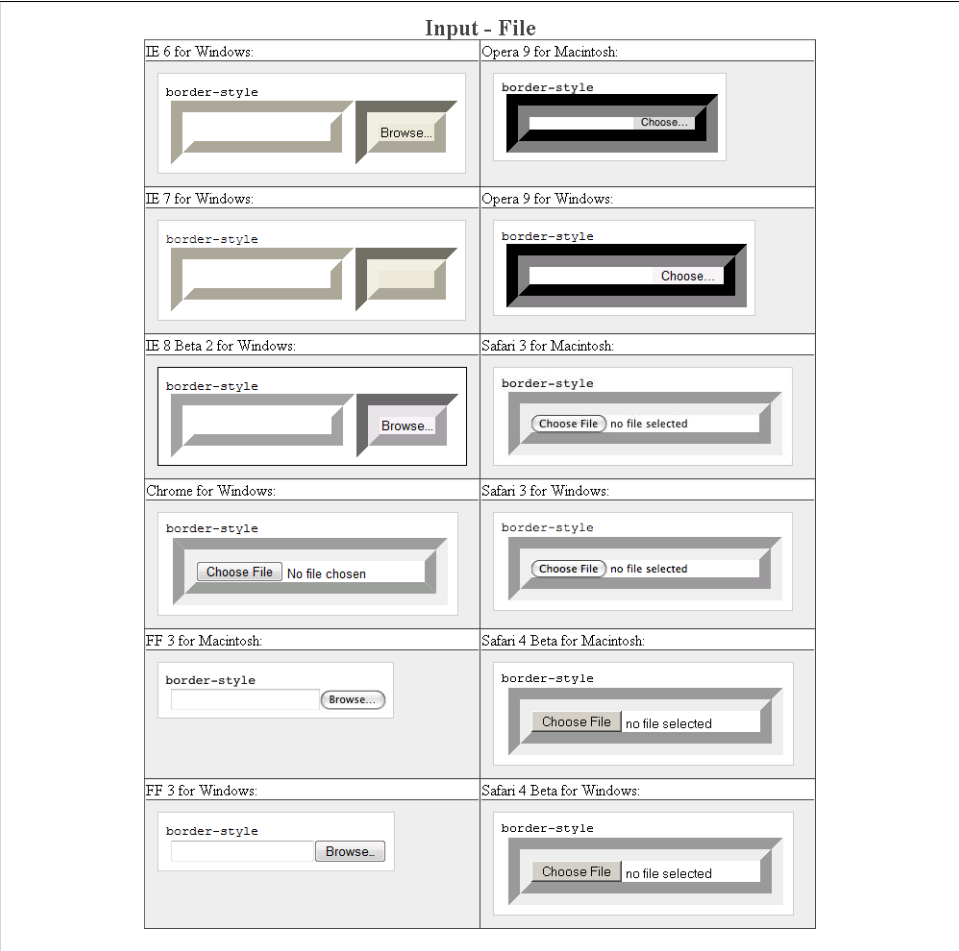 Input - File
IE 6 for Windows:
border-style
Browse...
Opera 9 for Macintosh:
border-style
Choose...
IE 7 for Windows:
border-style
Opera 9 for Windows:
border-style
Choose...
IE 8 Beta 2 for Windows:
border-style
Browse...
Safari 3 for Macintosh:
border-style
Choose File no file selected
Chrome for Windows:
border-style
Choose File No file chosen
Safari 3 for Windows:
border-style
Choose File no file selected
FF 3 for Macintosh:
border-style
Browse...
Safari 4 Beta for Macintosh:
border-style
Choose File no file selected
FF 3 for Windows:
border-style
Browse...
Safari 4 Beta for Windows:
border-style
Choose File no file selected